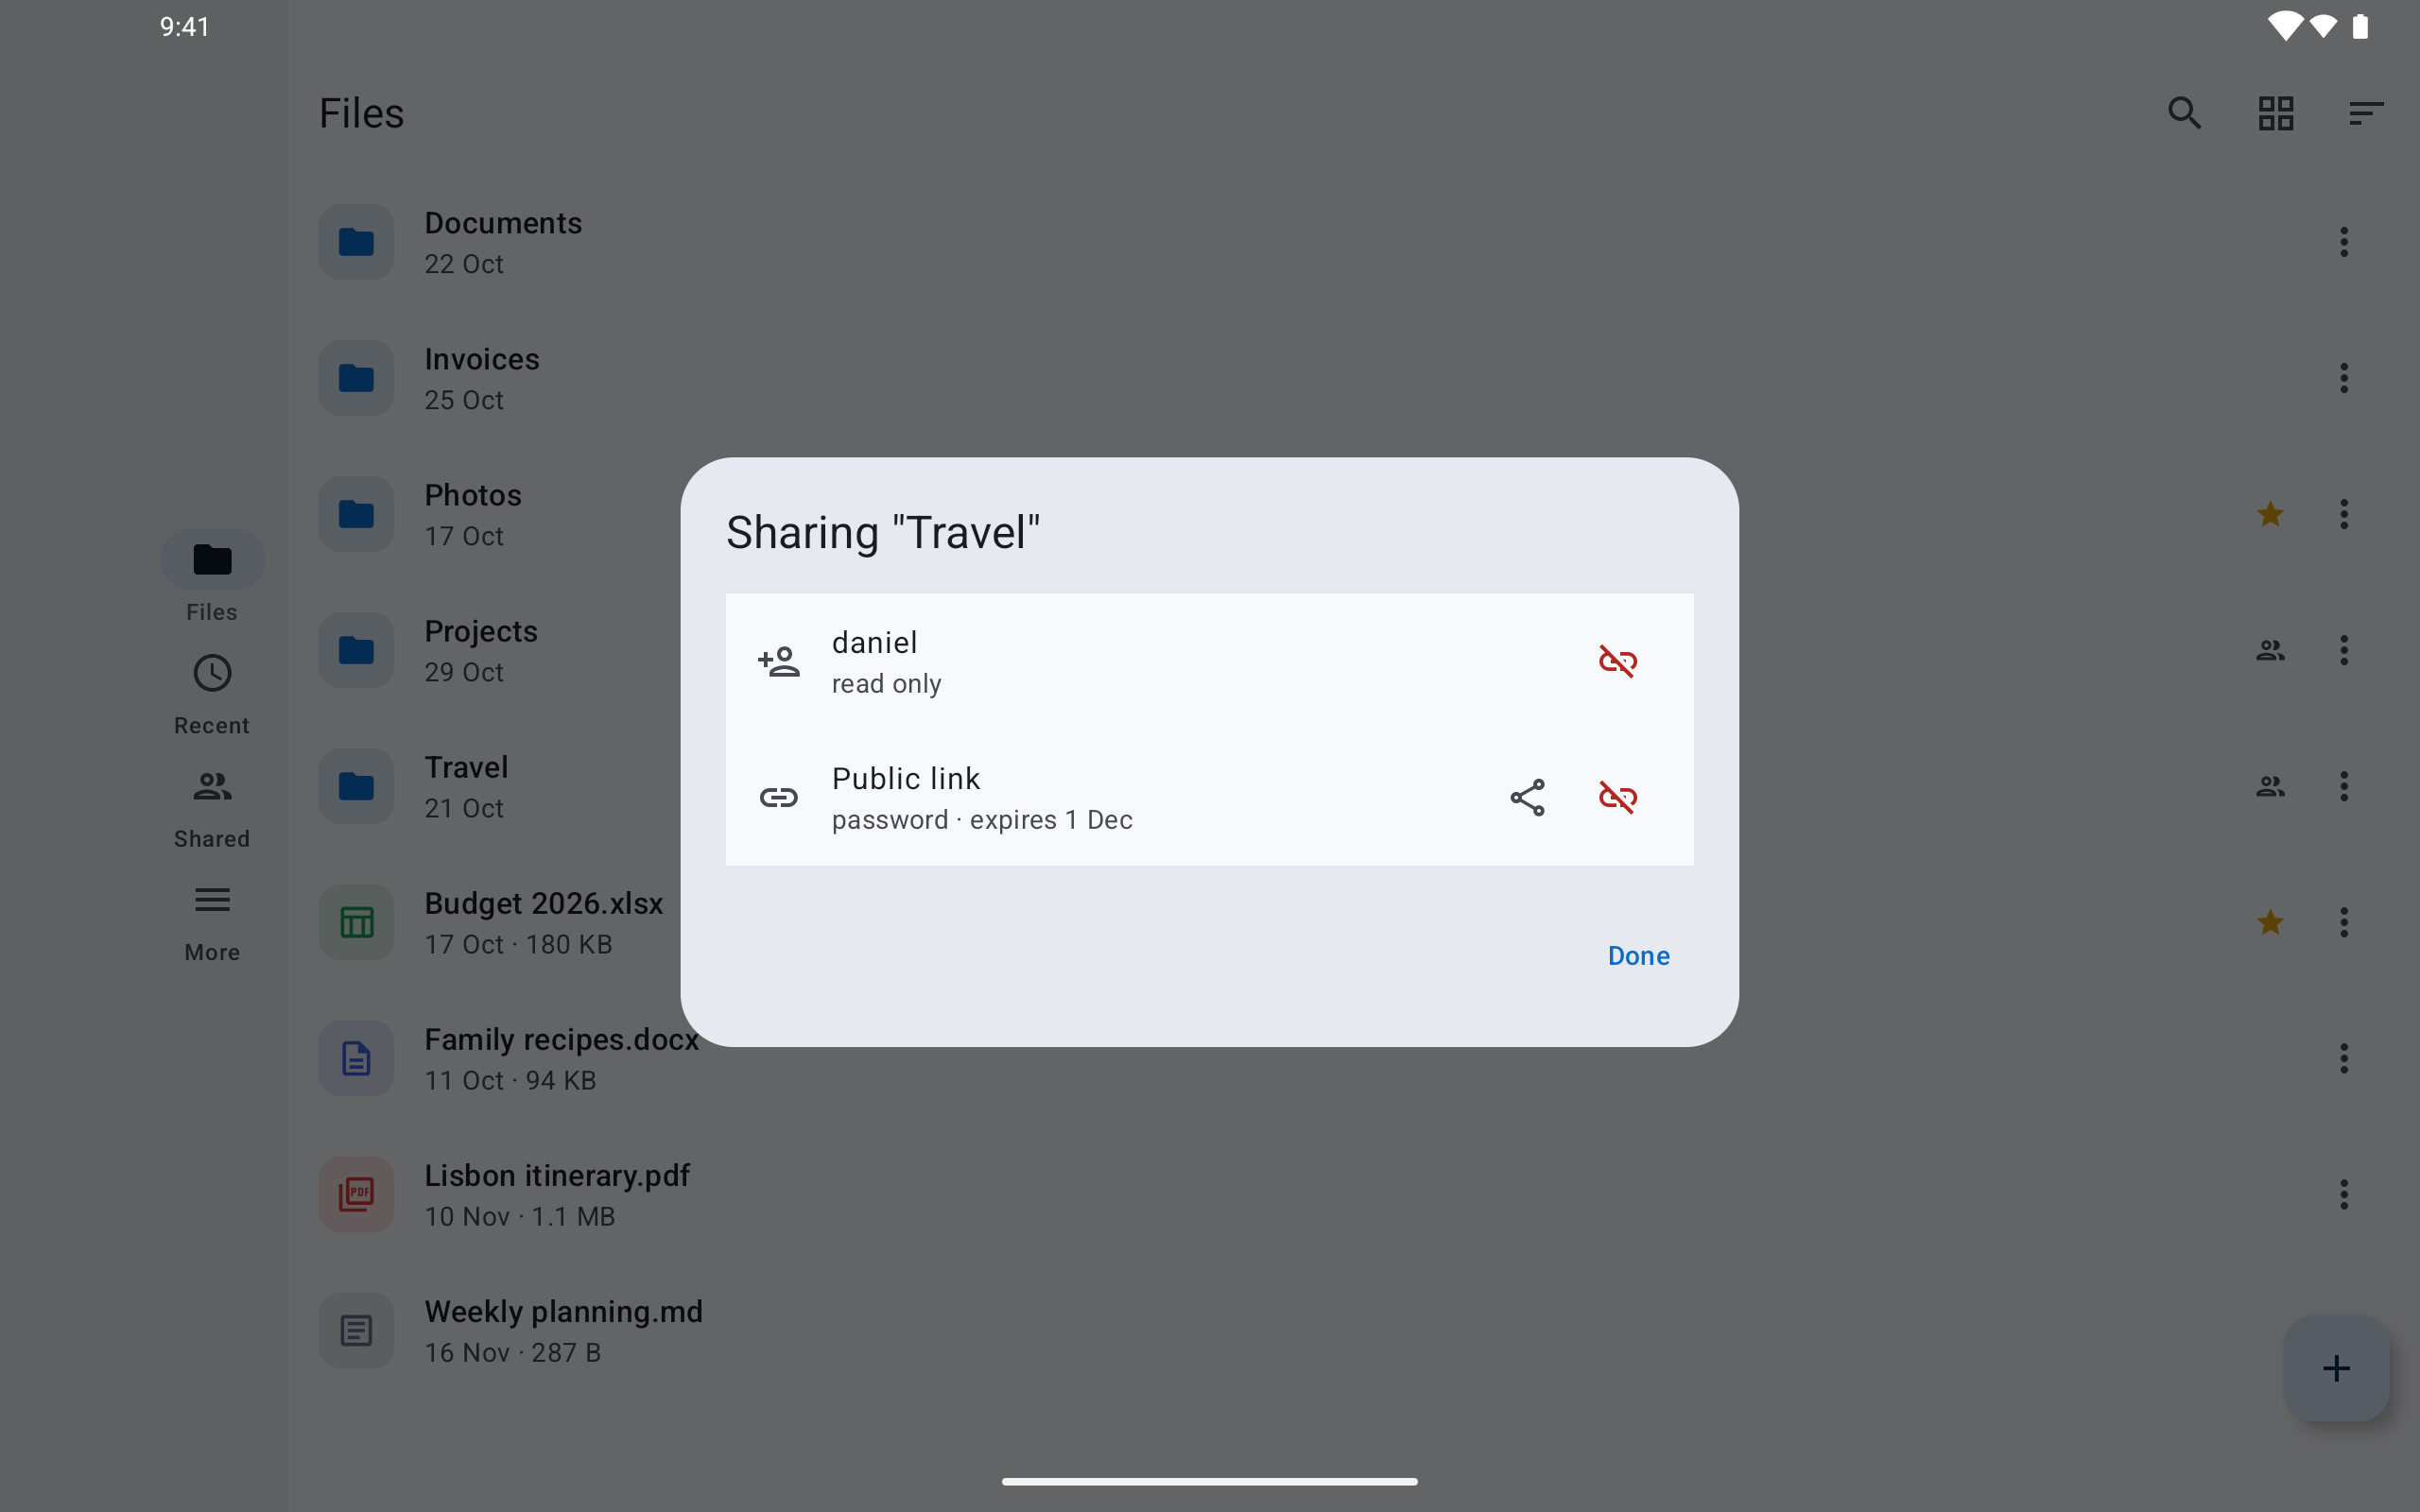 9:41
Files
Documents
22 Oct
Invoices
25 Oct
Photos
17 Oct
Projects
29 Oct
Travel
21 Oct
Budget 2026.xlsx
17 Oct · 180 KB
Family recipes.docx
11 Oct · 94 KB
Lisbon itinerary.pdf
10 Nov · 1.1 MB
Weekly planning.md
16 Nov · 287 B
Files
Recent
Shared
More
Sharing "Travel"
daniel
read only
Public link
password · expires 1 Dec
Done
PDF